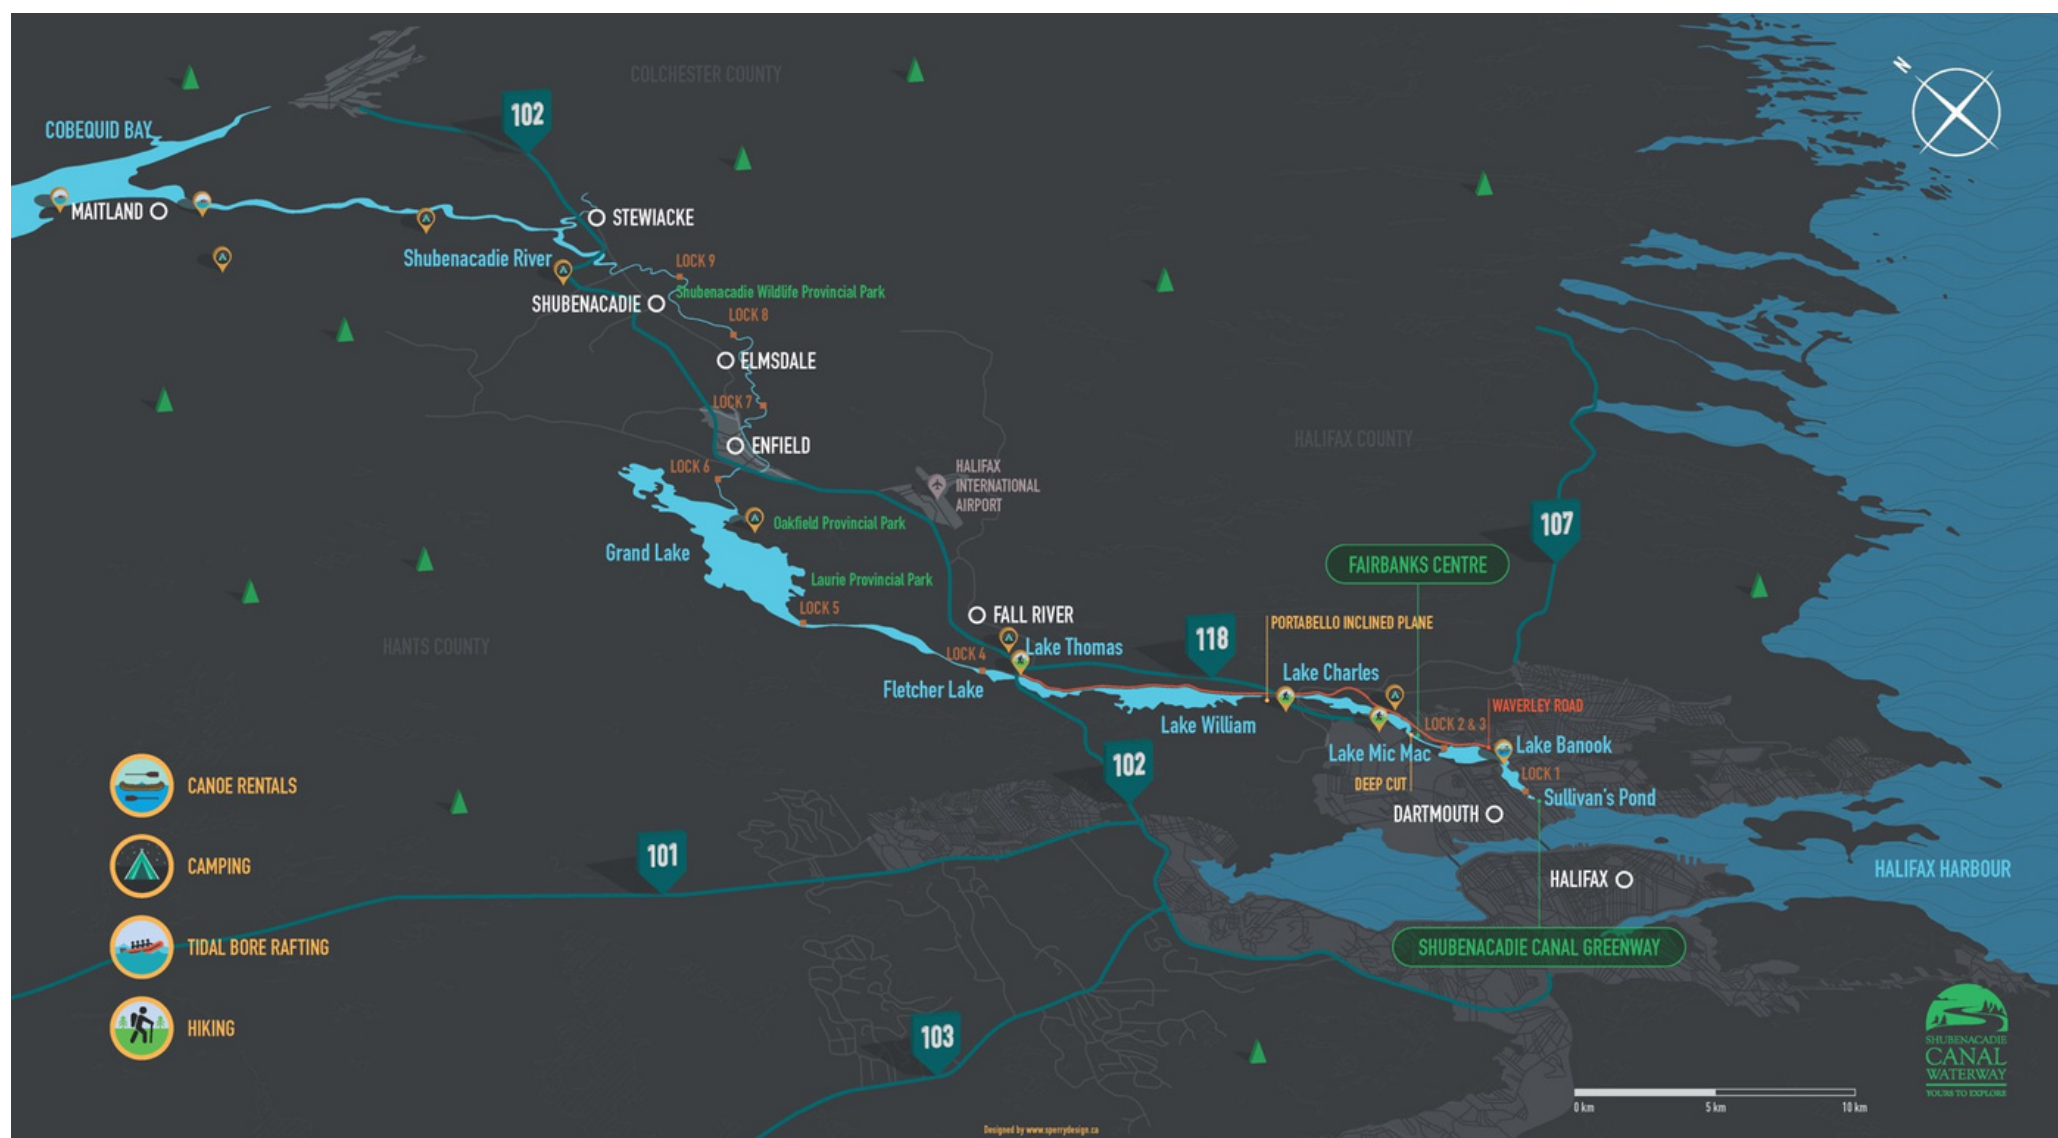 COLCHESTER COUNTY
N
102
COBEQUID BAY
MAITLAND
STEWIACKE
Shubenacadie River
LOCK 9
SHUBENACADIE
Shubenacadie Wildlife Provincial Park
LOCK 8
ELMSDALE
LOCK 7
ENFIELD
HALIFAX COUNTY
LOCK 6
HALIFAX
INTERNATIONAL
AIRPORT
Oakfield Provincial Park
107
Grand Lake
FAIRBANKS CENTRE
Laurie Provincial Park
LOCK 5
FALL RIVER
PORTABELLO INCLINED PLANE
118
HANTS COUNTY
LOCK 4
Lake Thomas
Lake Charles
Fletcher Lake
WAVERLEY ROAD
Lake William
LOCK 2 & 3
Lake Mic Mac
Lake Banook
102
LOCK 1
DEEP CUT
Sullivan's Pond
CANOE RENTALS
DARTMOUTH
101
CAMPING
HALIFAX
HALIFAX HARBOUR
TIDAL BORE RAFTING
SHUBENACADIE CANAL GREENWAY
HIKING
103
SHUBENACADIE
CANAL
WATERWAY
YOURS TO EXPLORE
0 km
5 km
10 km
Designed by www.sperrydesign.ca